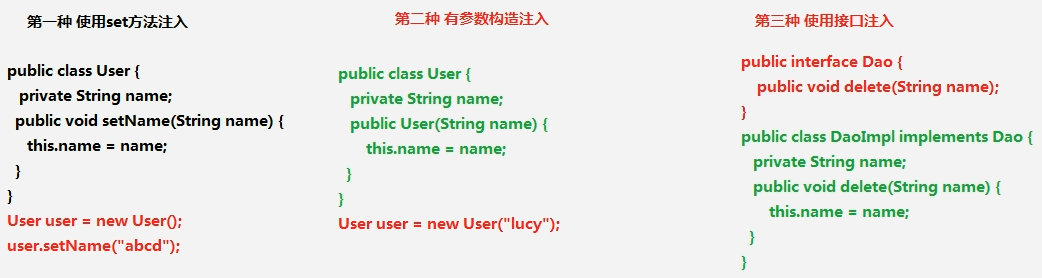 第一种 使用set方法注入
public class User {
private String name;
public void setName(String name) {
this.name = name;
}
}
User user = new User();
user.setName("abcd");
第二种 有参数构造注入
public class User {
private String name;
public User(String name) {
this.name = name;
}
}
User user = new User("lucy");
第三种 使用接口注入
public interface Dao {
public void delete(String name);
}
public class DaoImpl implements Dao {
private String name;
public void delete(String name) {
this.name = name;
}
}